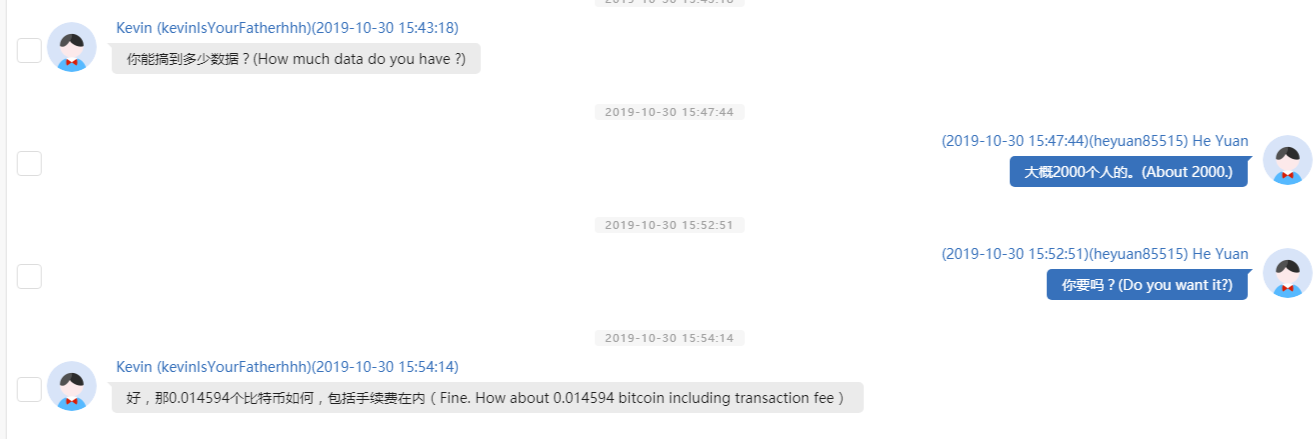 2019-10-30 15:43:18
Kevin (kevinIsYourFatherhhh)(2019-10-30 15:43:18)
你能搞到多少数据？(How much data do you have ?)
2019-10-30 15:47:44
(2019-10-30 15:47:44)(heyuan85515) He Yuan
大概2000个人的。(About 2000.)
2019-10-30 15:52:51
(2019-10-30 15:52:51)(heyuan85515) He Yuan
你要吗？(Do you want it?)
2019-10-30 15:54:14
Kevin (kevinIsYourFatherhhh)(2019-10-30 15:54:14)
好，那0.014594个比特币如何，包括手续费在内（Fine. How about 0.014594 bitcoin including transaction fee）